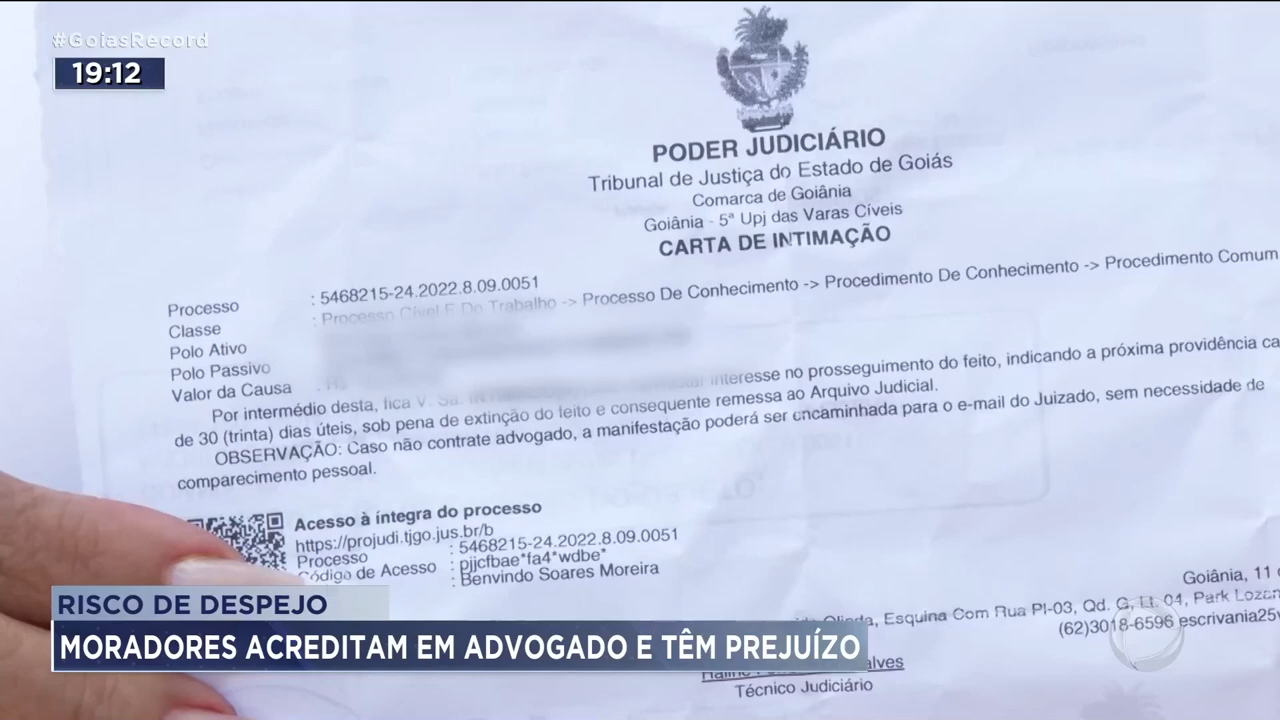 #GoiasRecord
19:12
PODER JUDICIÁRIO
Tribunal de Justiça do Estado de Goiás
Comarca de Goiânia
Goiânia - 5ª Upj das Varas Cíveis
CARTA DE INTIMAÇÃO
Processo : 5468215-24.2022.8.09.0051
Classe : Processo Cível E Do Trabalho -> Processo De Conhecimento -> Procedimento De Conhecimento -> Procedimento Comum
Polo Ativo
Polo Passivo
Valor da Causa
Por intermédio desta, fica V. Sa. interesse no prosseguimento do feito, indicando a próxima providência
de 30 (trinta) dias úteis, sob pena de extinção do feito e consequente remessa ao Arquivo Judicial.
OBSERVAÇÃO: Caso não contrate advogado, a manifestação poderá ser encaminhada para o e-mail do Juizado, sem necessidade de
comparecimento pessoal.
Acesso à íntegra do processo
https://projudi.tjgo.jus.br/b
Processo : 5468215-24.2022.8.09.0051
Código de Acesso : pjjcfbae*fa4*wdbe*
: Benvindo Soares Moreira
Goiânia, 11
Esquina Com Rua Pl-03, Qd. G, Lt. 04, Park
(62)3018-6596
Técnico Judiciário
RISCO DE DESPEJO
MORADORES ACREDITAM EM ADVOGADO E TÊM PREJUÍZO